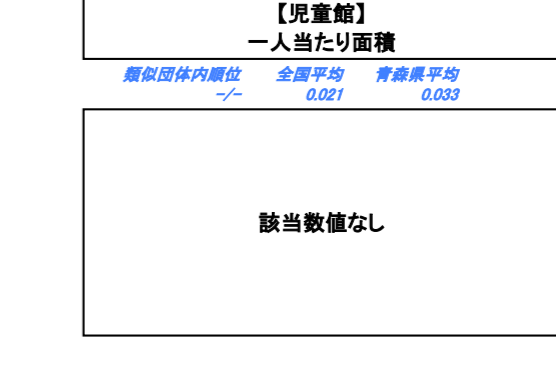 【児童館】
一人当たり面積
類似団体内順位 全国平均 青森県平均
-/- 0.021 0.033
該当数値なし